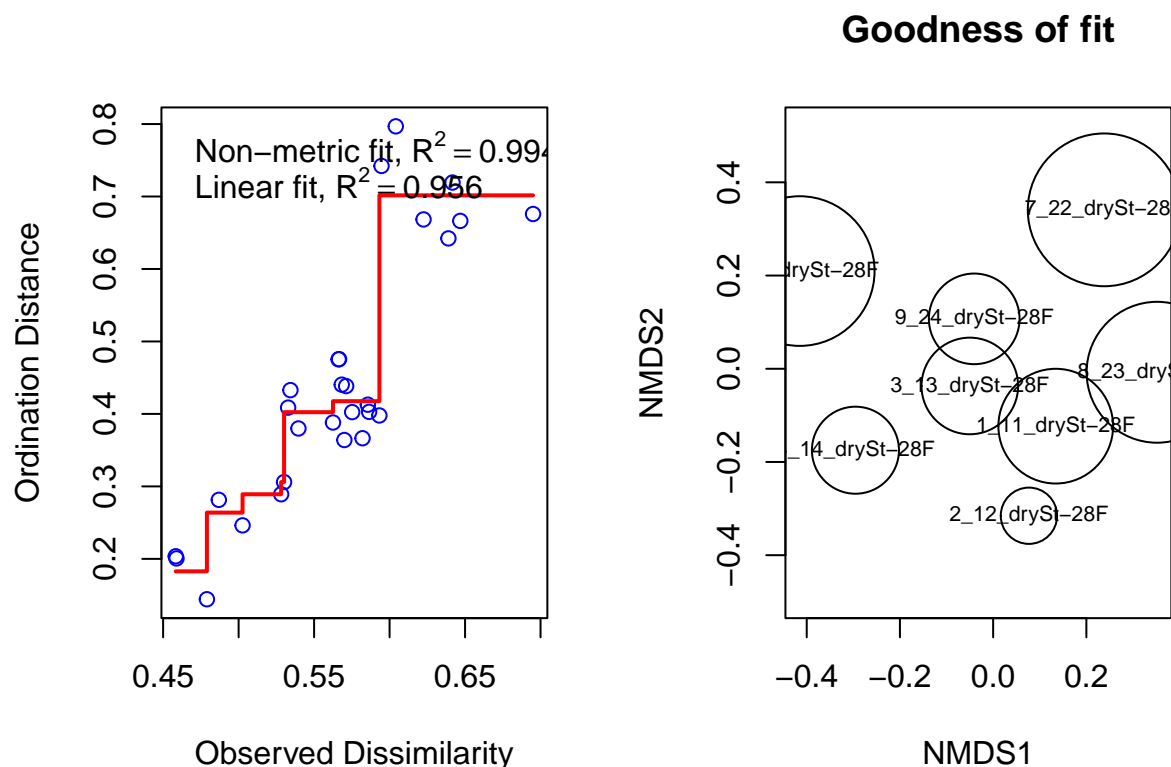 Goodness of fit
Non−metric fit, R2 = 0.994
Linear fit, R2 = 0.956
Ordination Distance
0.8
0.7
0.6
0.5
0.4
0.3
0.2
0.45 0.55 0.65
Observed Dissimilarity
NMDS2
0.4
0.2
0.0
−0.2
−0.4
7_22_drySt−28
drySt−28F
9_24_drySt−28F
8_23_dryS
3_13_drySt−28F
1_11_drySt−28F
_14_drySt−28F
2_12_drySt−28F
−0.4 −0.2 0.0 0.2
NMDS1